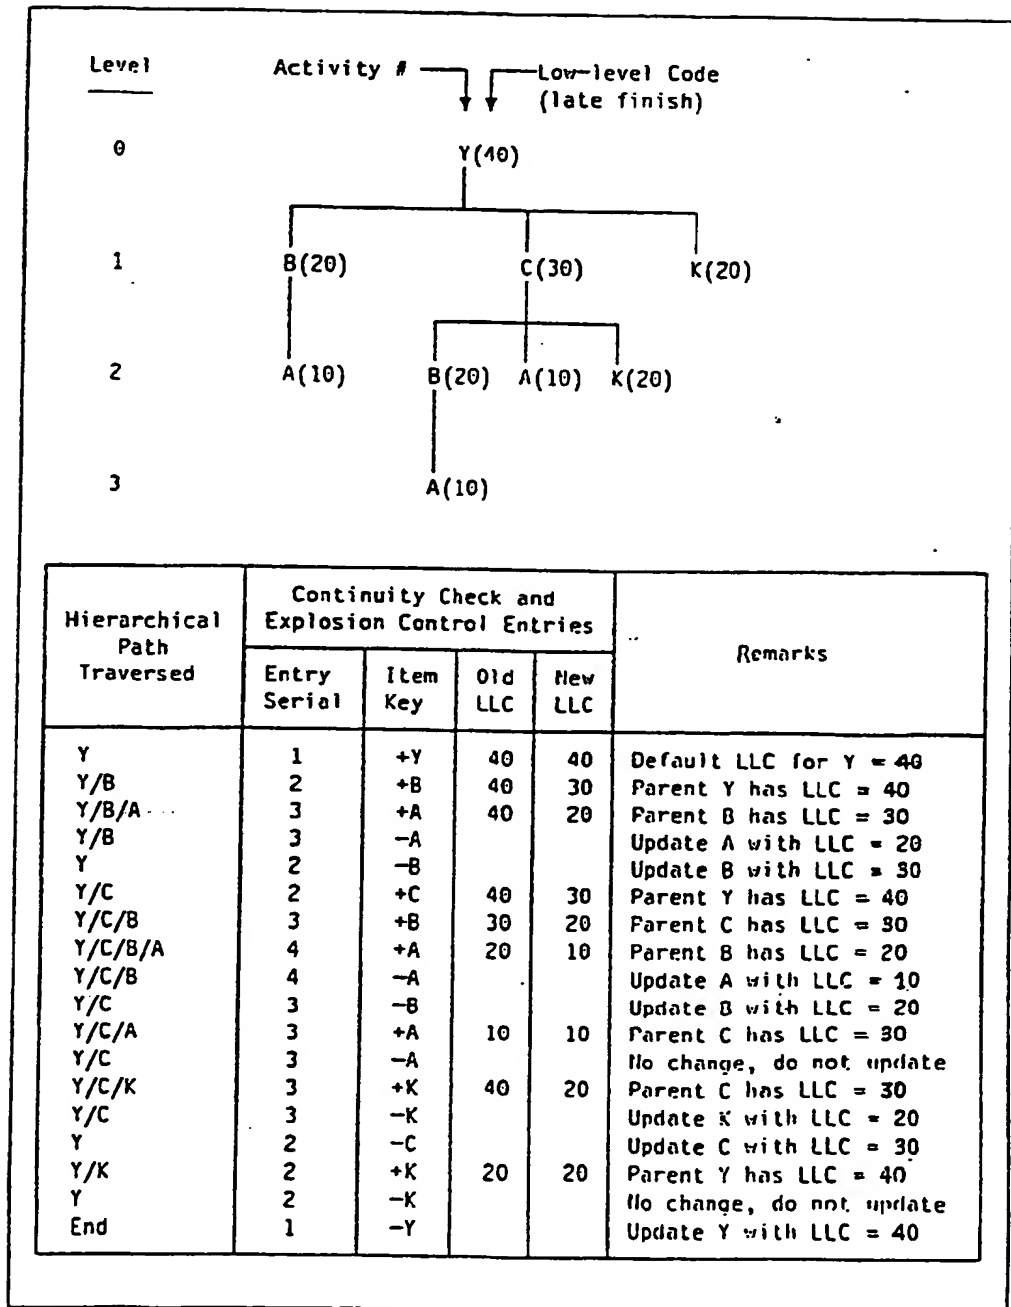 Level Activity # Low-level Code
(late finish)
0 Y(40)
1 B(20) C(30) K(20)
2 A(10) B(20) A(10) K(20)
3 A(10)
Hierarchical Path Traversed
Continuity Check and Explosion Control Entries
Remarks
Entry Serial Item Key Old LLC New LLC
Y 1 +Y 40 40 Default LLC for Y = 40
Y/B 2 +B 40 30 Parent Y has LLC = 40
Y/B/A 3 +A 40 20 Parent B has LLC = 30
Y/B 3 −A Update A with LLC = 20
Y 2 −B Update B with LLC = 30
Y/C 2 +C 40 30 Parent Y has LLC = 40
Y/C/B 3 +B 30 20 Parent C has LLC = 30
Y/C/B/A 4 +A 20 10 Parent B has LLC = 20
Y/C/B 4 −A Update A with LLC = 10
Y/C 3 −B Update B with LLC = 20
Y/C/A 3 +A 10 10 Parent C has LLC = 30
Y/C 3 −A No change, do not update
Y/C/K 3 +K 40 20 Parent C has LLC = 30
Y/C 3 −K Update K with LLC = 20
Y 2 −C Update C with LLC = 30
Y/K 2 +K 20 20 Parent Y has LLC = 40
Y 2 −K No change, do not update
End 1 −Y Update Y with LLC = 40